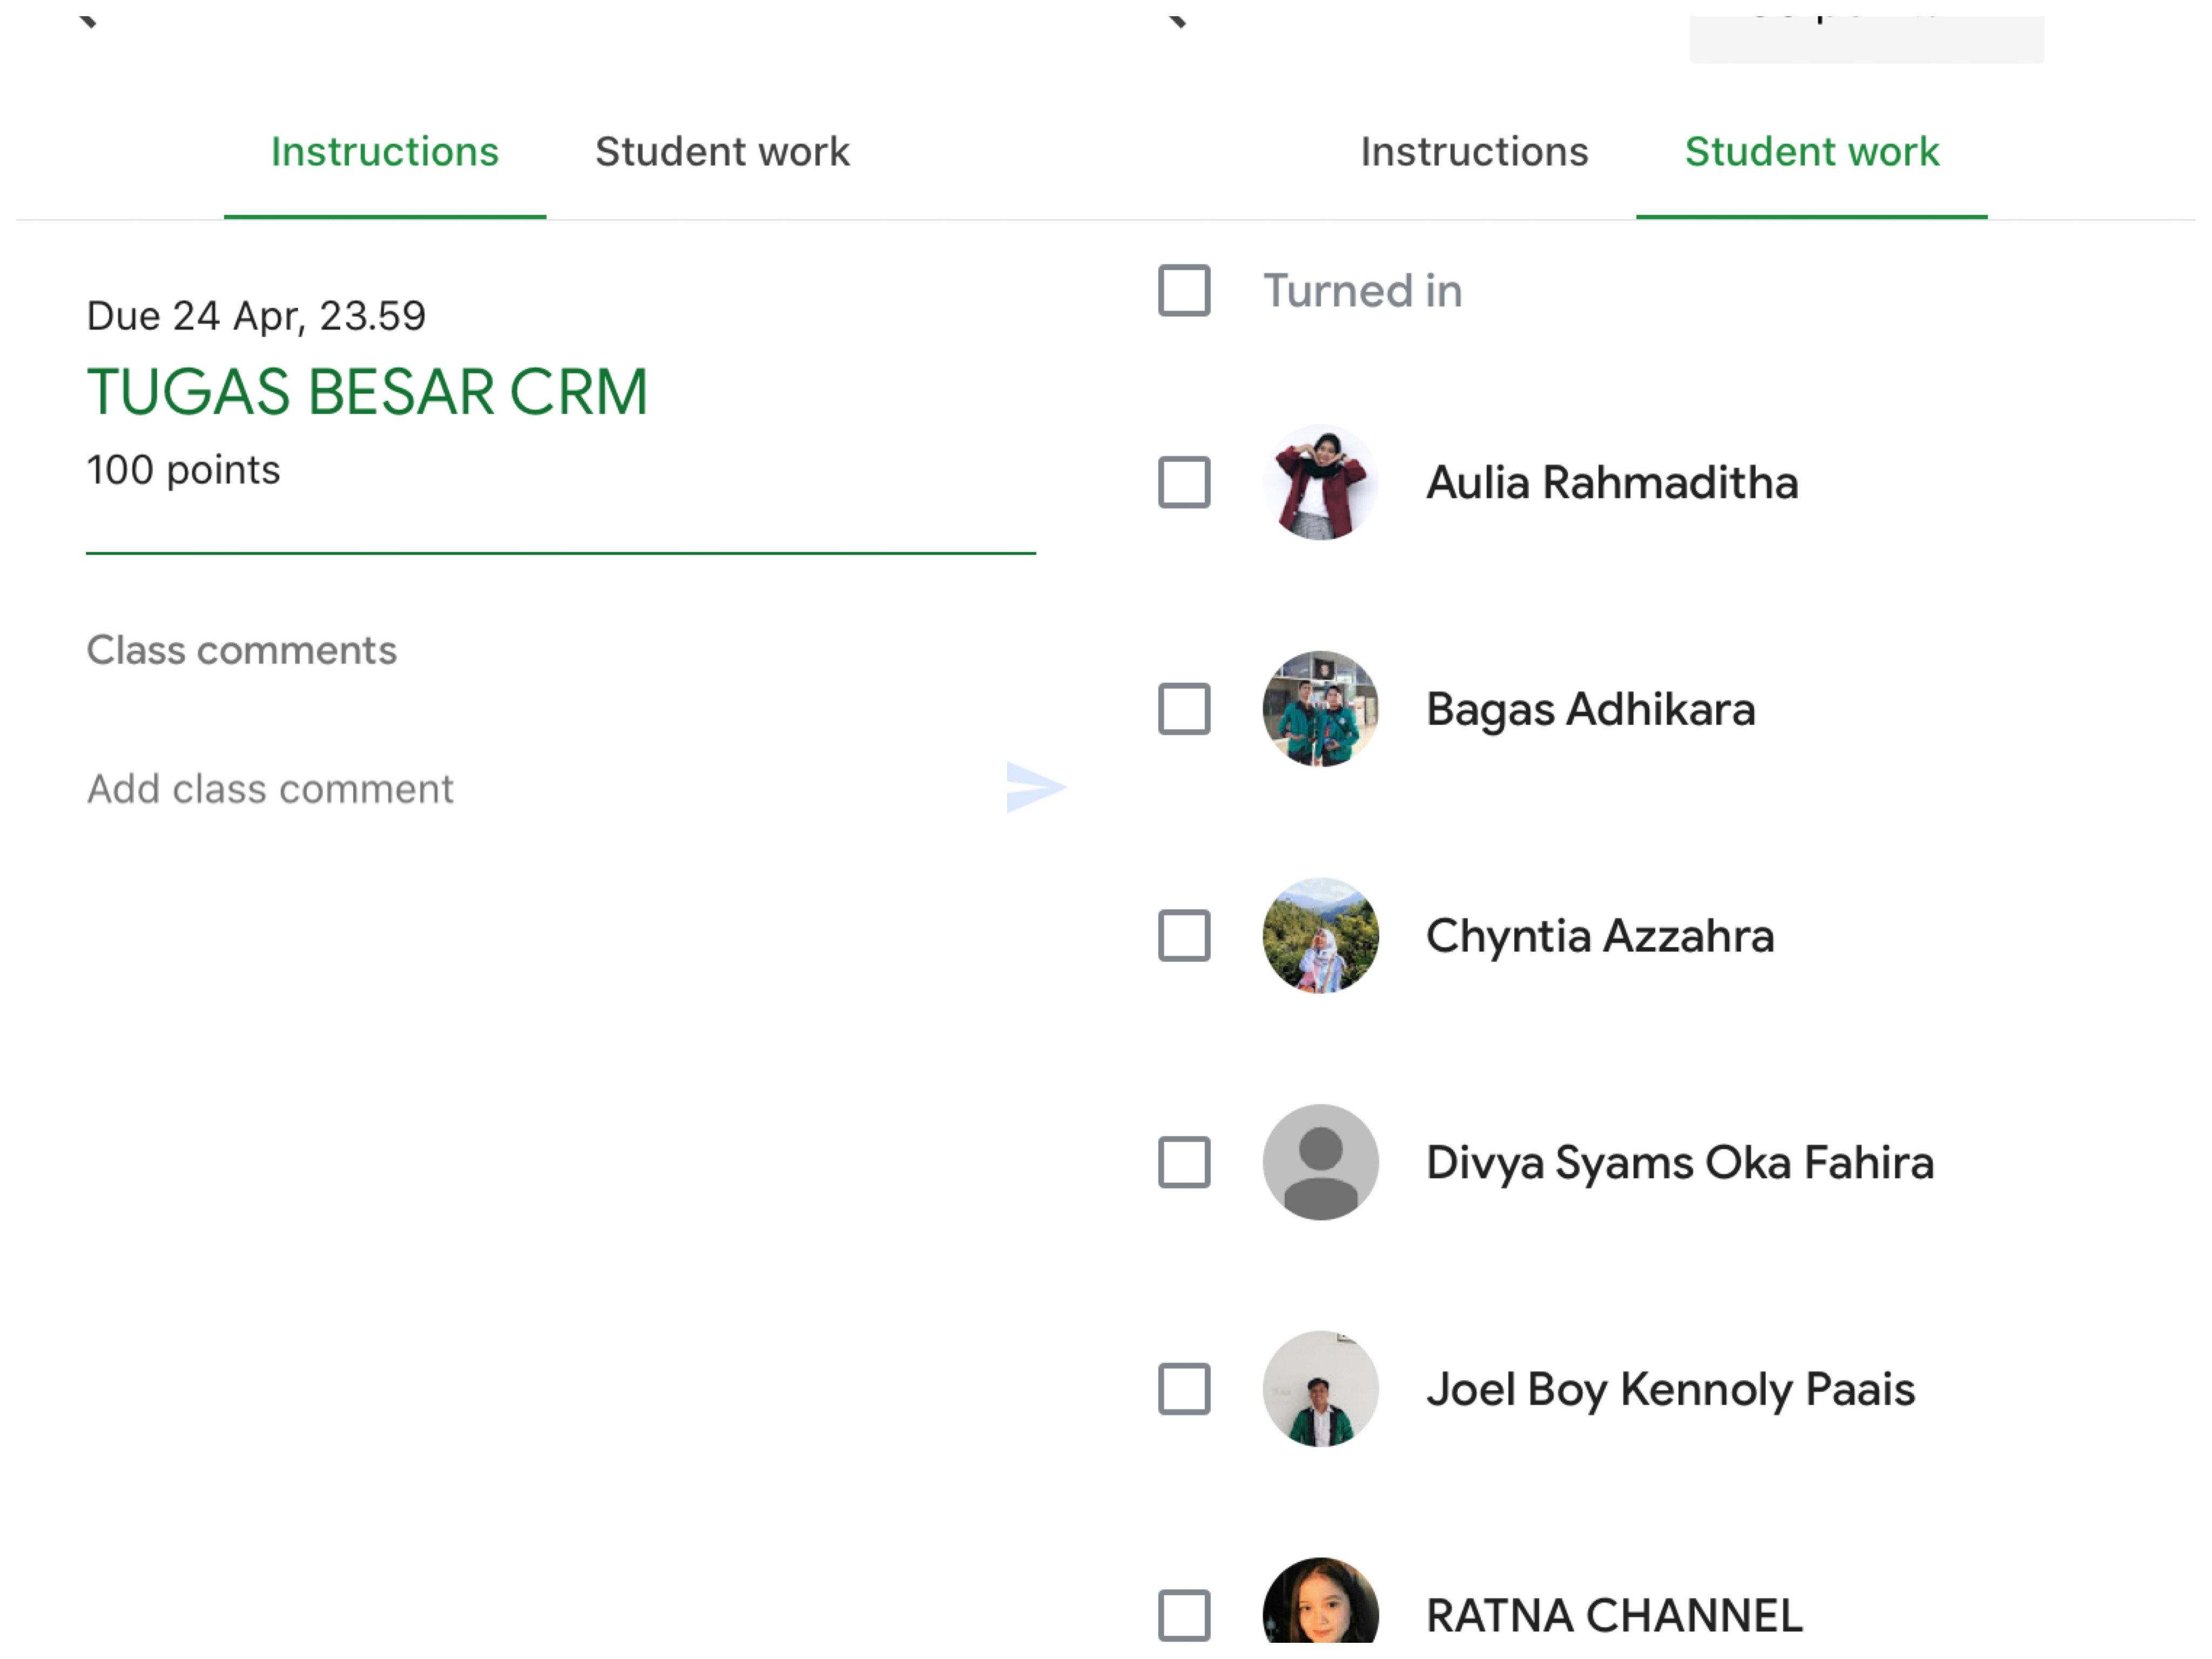 Instructions Student work
Due 24 Apr, 23.59
TUGAS BESAR CRM
100 points
Class comments
Add class comment
Instructions Student work
Turned in
Aulia Rahmaditha
Bagas Adhikara
Chyntia Azzahra
Divya Syams Oka Fahira
Joel Boy Kennoly Paais
RATNA CHANNEL